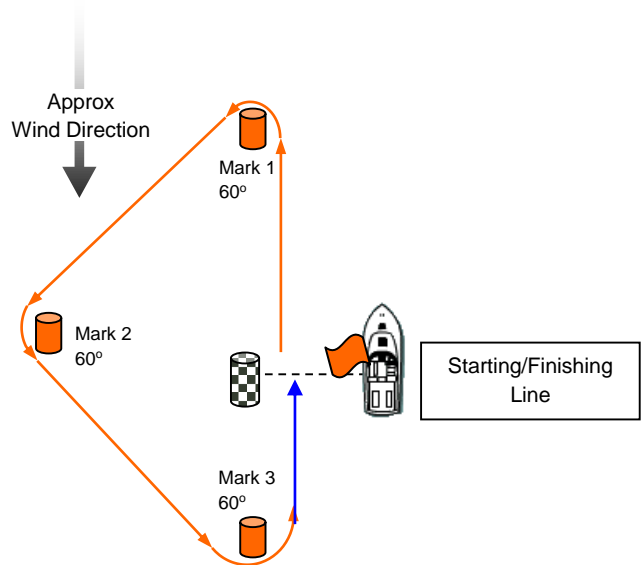 Approx
Wind Direction
Mark 1
60º
Mark 2
60º
Starting/Finishing
Line
Mark 3
60º